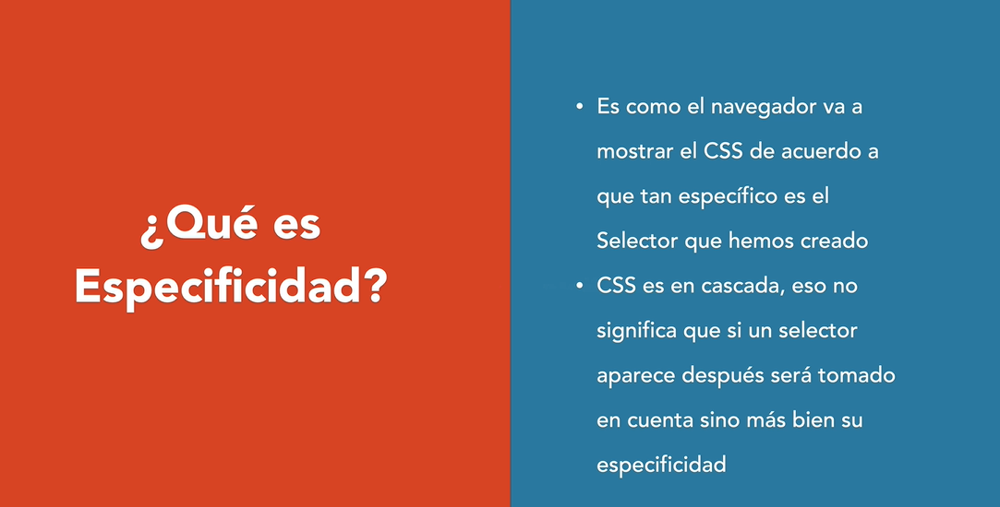 ¿Qué es
Especificidad?
• Es como el navegador va a
mostrar el CSS de acuerdo a
que tan específico es el
Selector que hemos creado
• CSS es en cascada, eso no
significa que si un selector
aparece después será tomado
en cuenta sino más bien su
especificidad